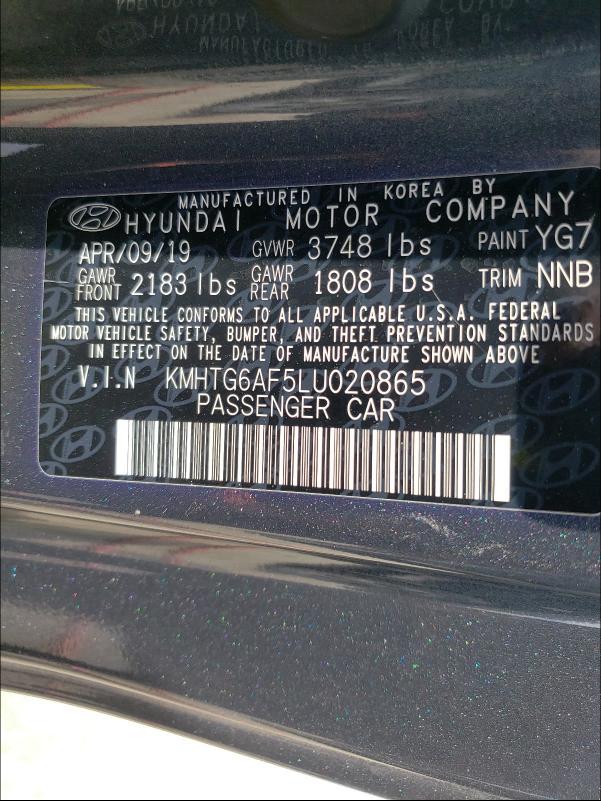 MANUFACTURED IN KOREA BY
HYUNDAI MOTOR COMPANY
APR/09/19 GVWR 3748 lbs PAINT YG7
GAWR FRONT 2183 lbs GAWR REAR 1808 lbs TRIM NNB
THIS VEHICLE CONFORMS TO ALL APPLICABLE U.S.A. FEDERAL
MOTOR VEHICLE SAFETY, BUMPER, AND THEFT PREVENTION STANDARDS
IN EFFECT ON THE DATE OF MANUFACTURE SHOWN ABOVE
V.I.N KMHTG6AF5LU020865
PASSENGER CAR